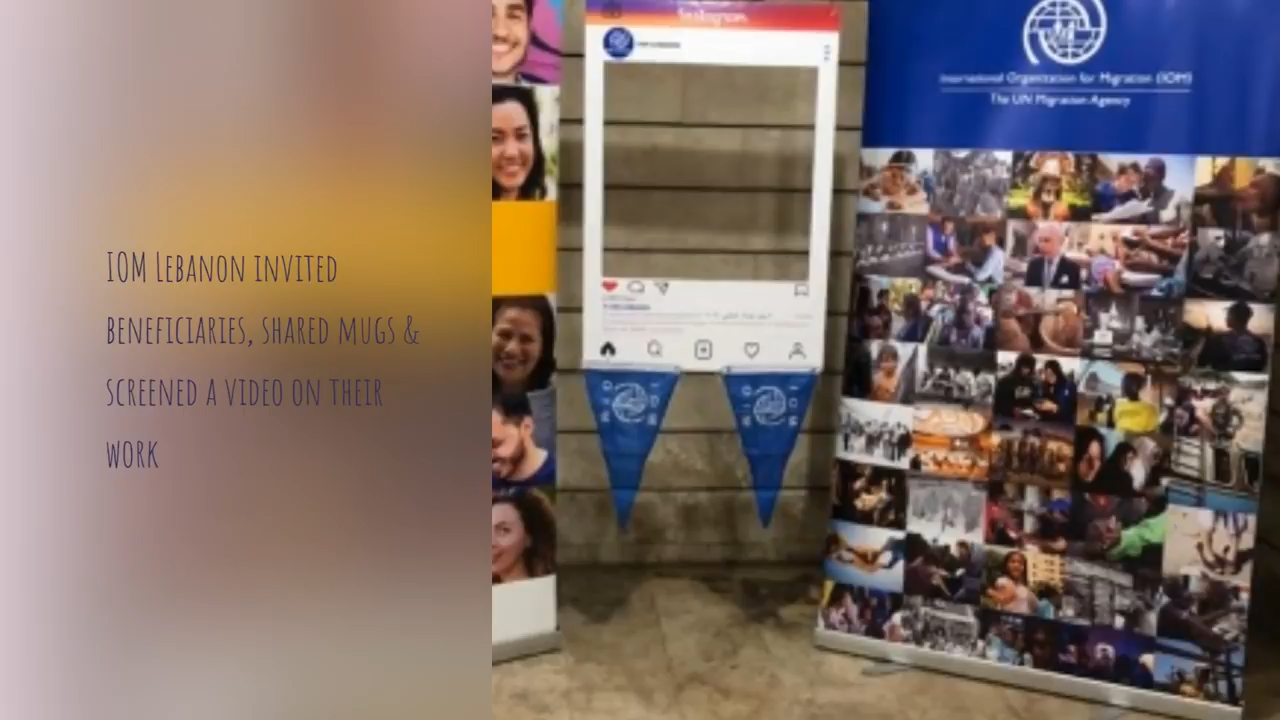 IOM Lebanon invited
beneficiaries, shared mugs &
screened a video on their
work
Instagram
International Organization for Migration (IOM)
The UN Migration Agency